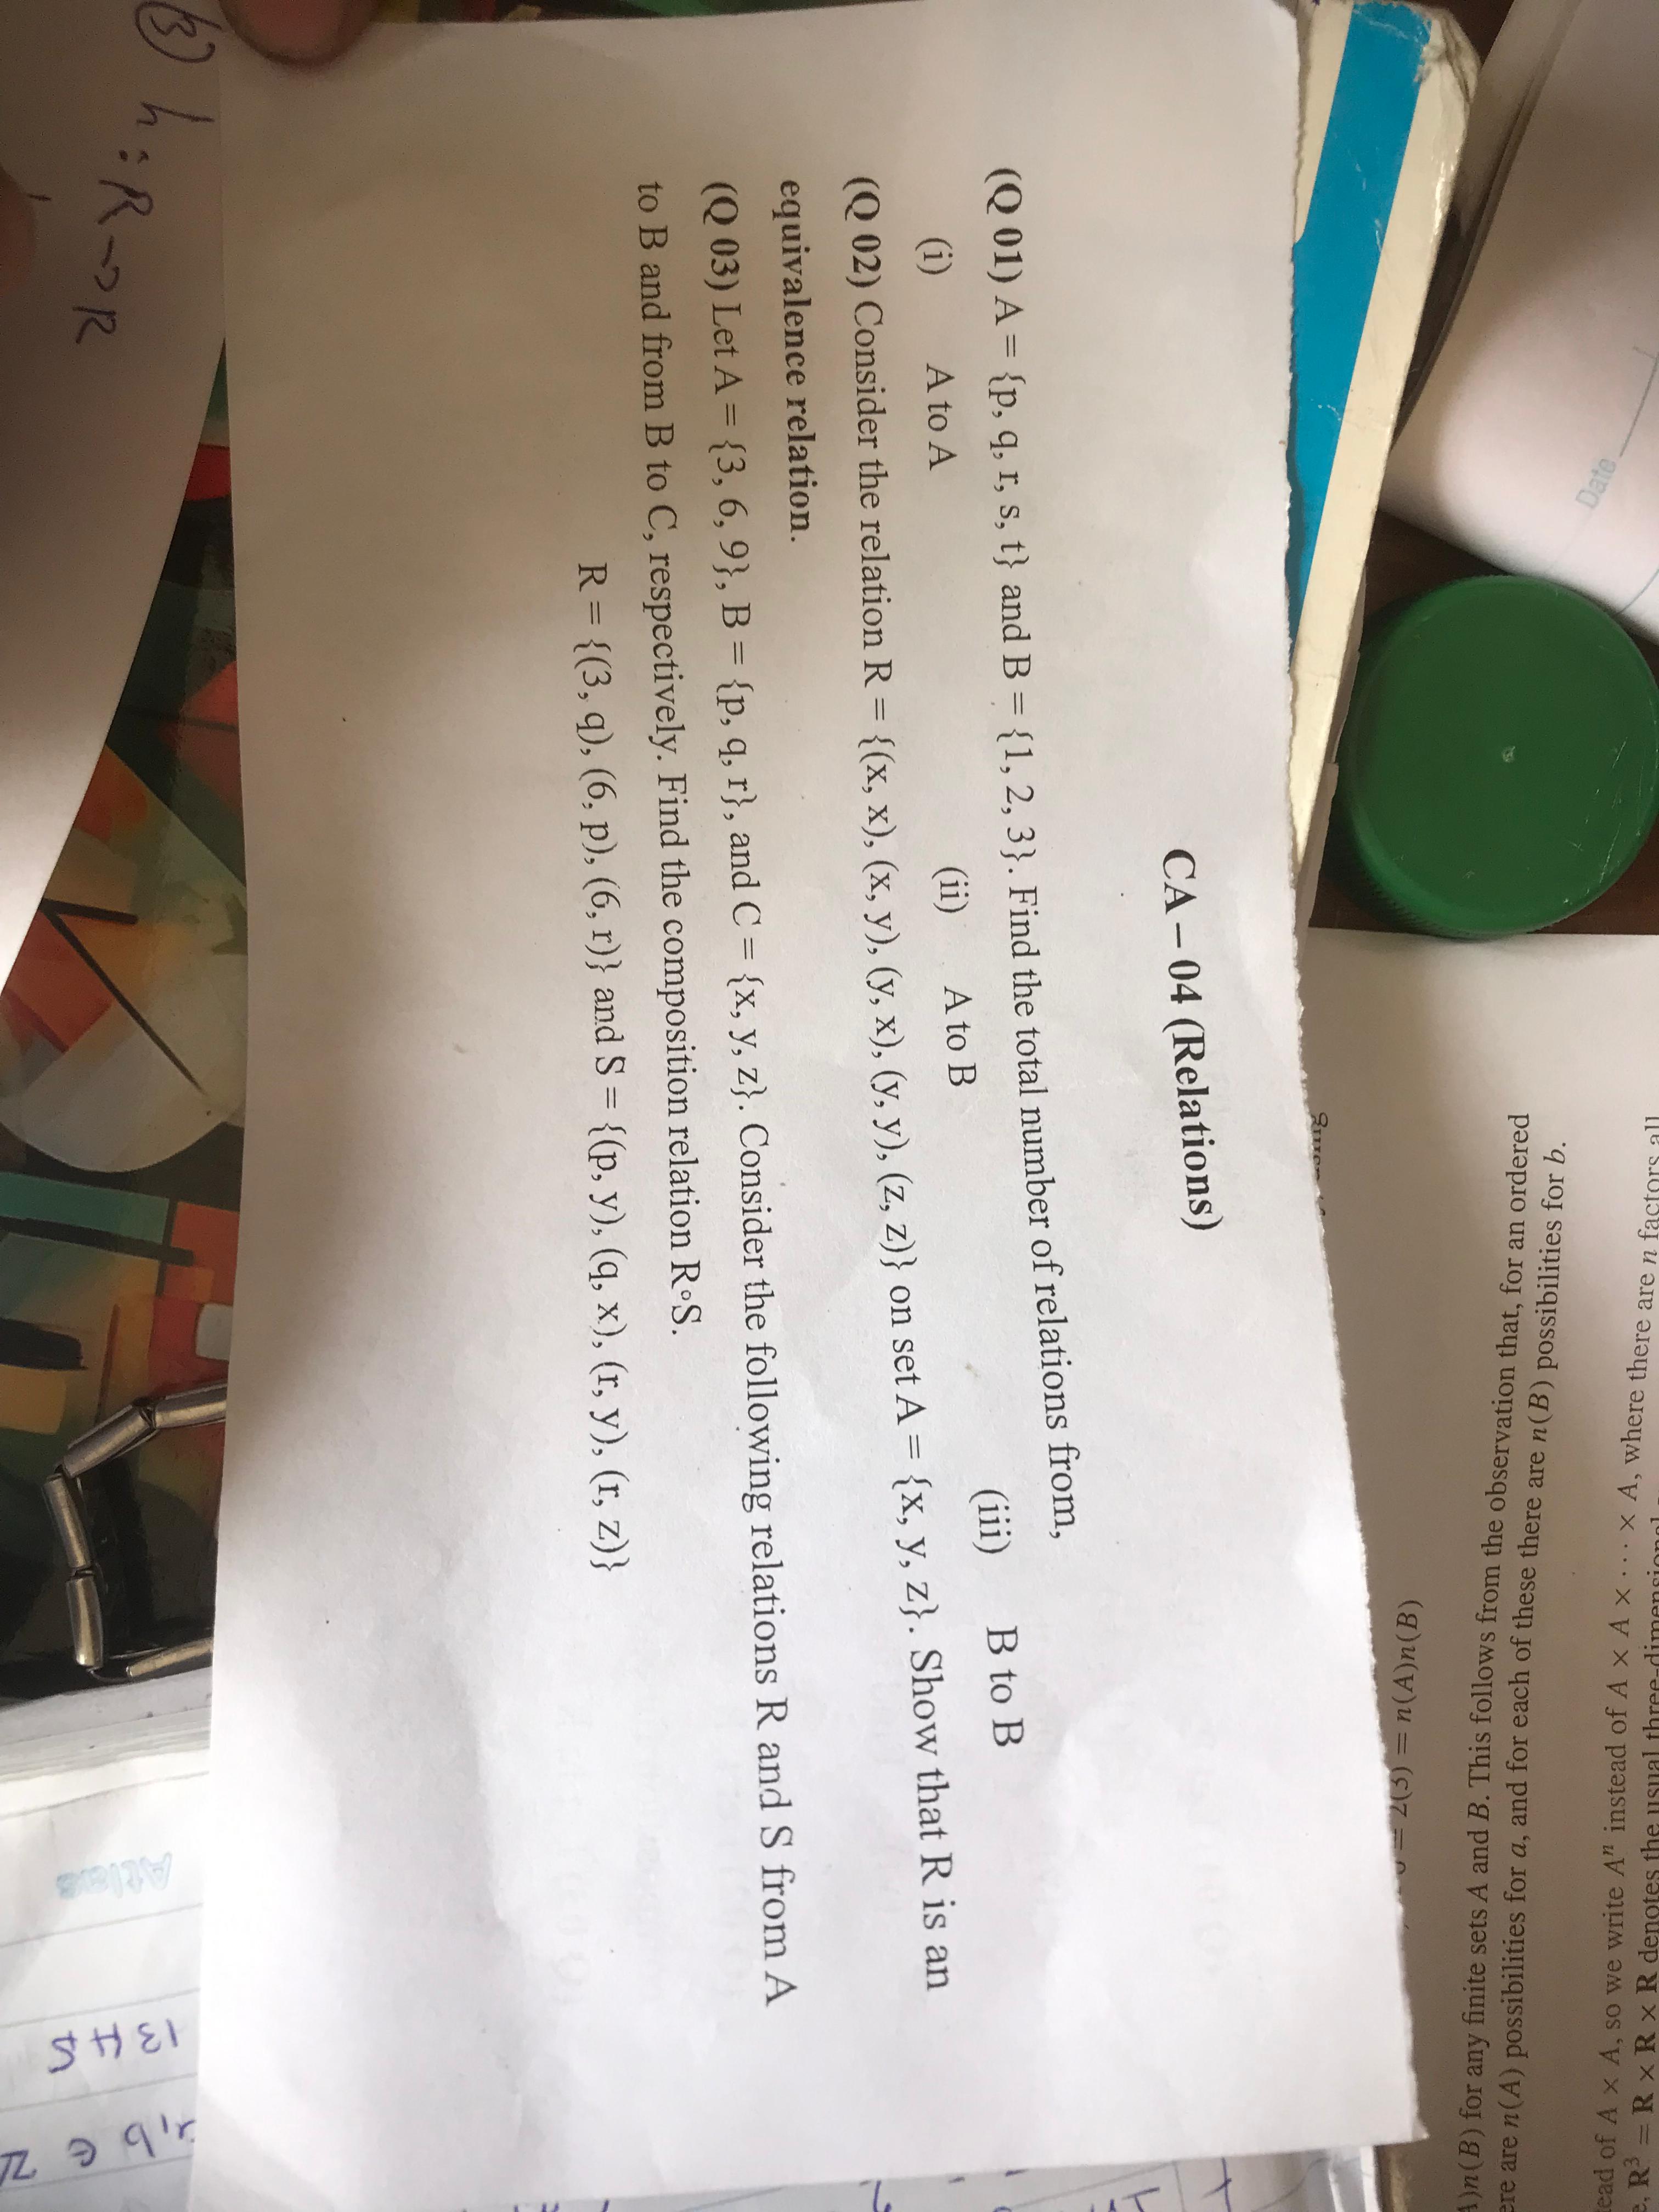 CA – 04 (Relations)
(Q 01) A = {p, q, r, s, t} and B = {1, 2, 3}. Find the total number of relations from,
(i) A to A (ii) A to B (iii) B to B
(Q 02) Consider the relation R = {(x, x), (x, y), (y, x), (y, y), (z, z)} on set A = {x, y, z}. Show that R is an
equivalence relation.
(Q 03) Let A = {3, 6, 9}, B = {p, q, r}, and C = {x, y, z}. Consider the following relations R and S from A
to B and from B to C, respectively. Find the composition relation R∘S.
R = {(3, q), (6, p), (6, r)} and S = {(p, y), (q, x), (r, y), (r, z)}
h : R → R
Date
= 2(3) = n(A)n(B)
)n(B) for any finite sets A and B. This follows from the observation that, for an ordered
ere are n(A) possibilities for a, and for each of these there are n(B) possibilities for b.
ead of A × A, so we write Aⁿ instead of A × A × ... × A, where there are n factors all
R³ = R × R × R denotes the usual three-dimensional
Atlas
13 H S
b ∈ Z